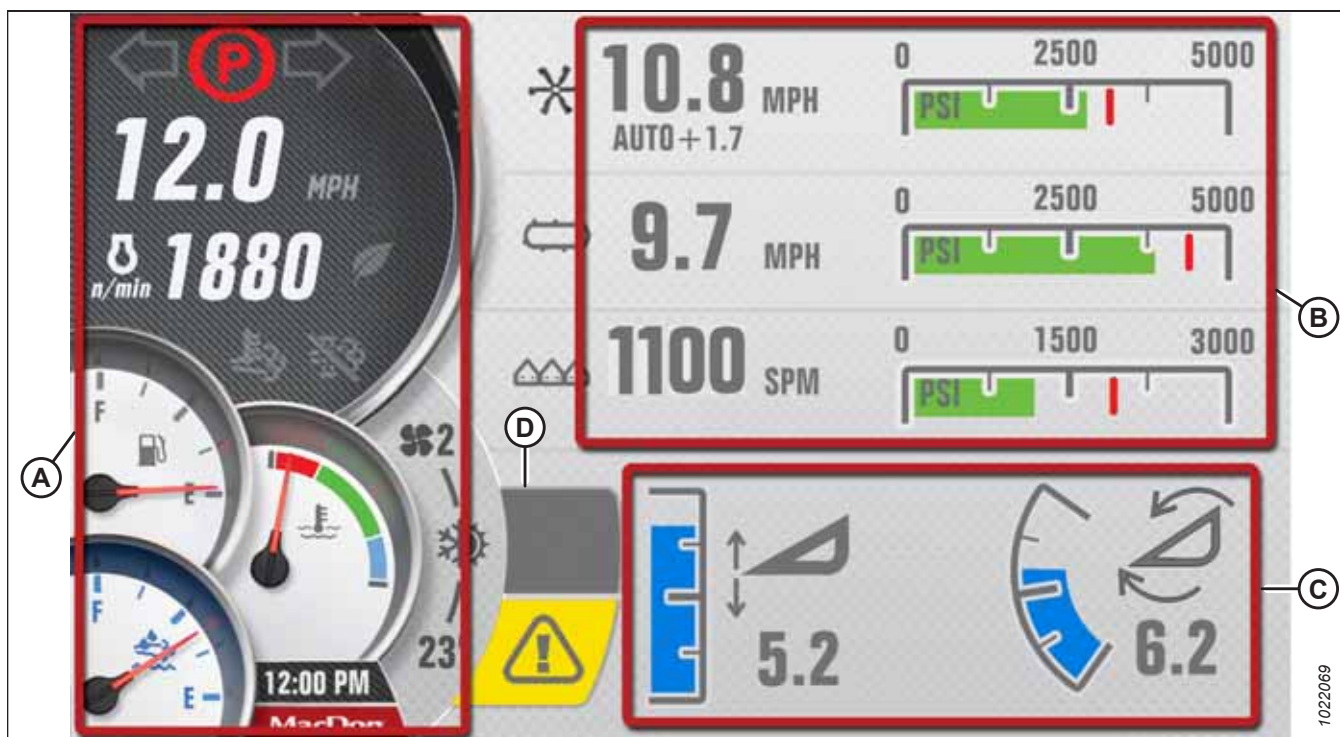 P
12.0 MPH
n/min 1880
F
E
F
E
2
23
12:00 PM
MacDon
10.8 MPH
AUTO+1.7
0 2500 5000
PSI
9.7 MPH
0 2500 5000
PSI
1100 SPM
0 1500 3000
PSI
5.2
6.2
A
B
C
D
1022069